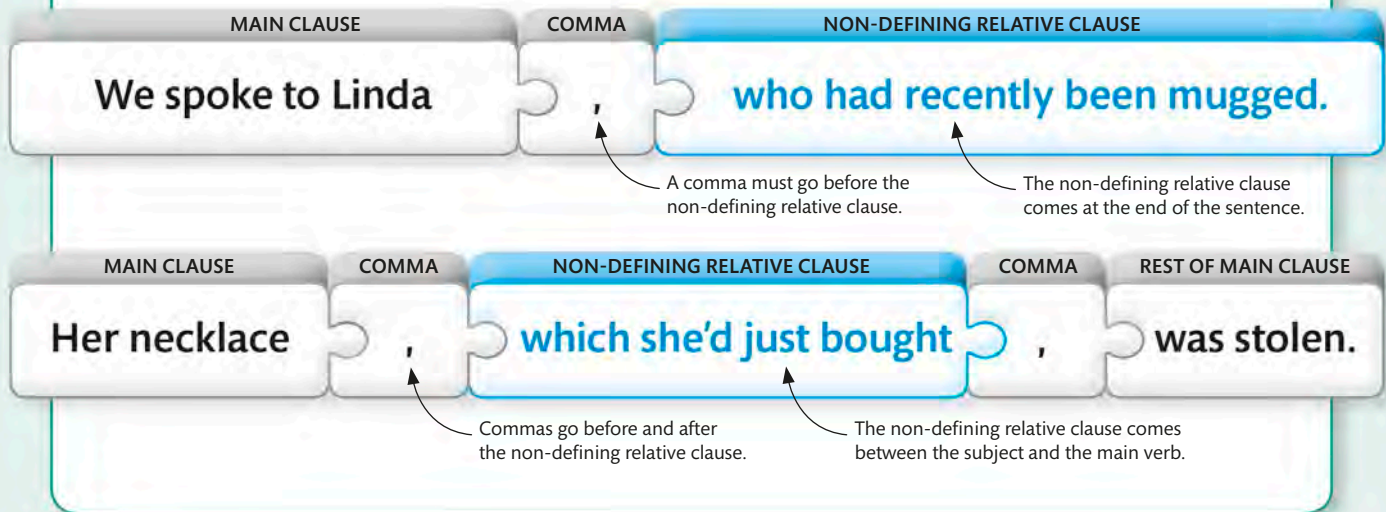 MAIN CLAUSE COMMA NON-DEFINING RELATIVE CLAUSE
We spoke to Linda , who had recently been mugged.
A comma must go before the
non-defining relative clause.
The non-defining relative clause
comes at the end of the sentence.
MAIN CLAUSE COMMA NON-DEFINING RELATIVE CLAUSE COMMA REST OF MAIN CLAUSE
Her necklace , which she'd just bought , was stolen.
Commas go before and after
the non-defining relative clause.
The non-defining relative clause comes
between the subject and the main verb.